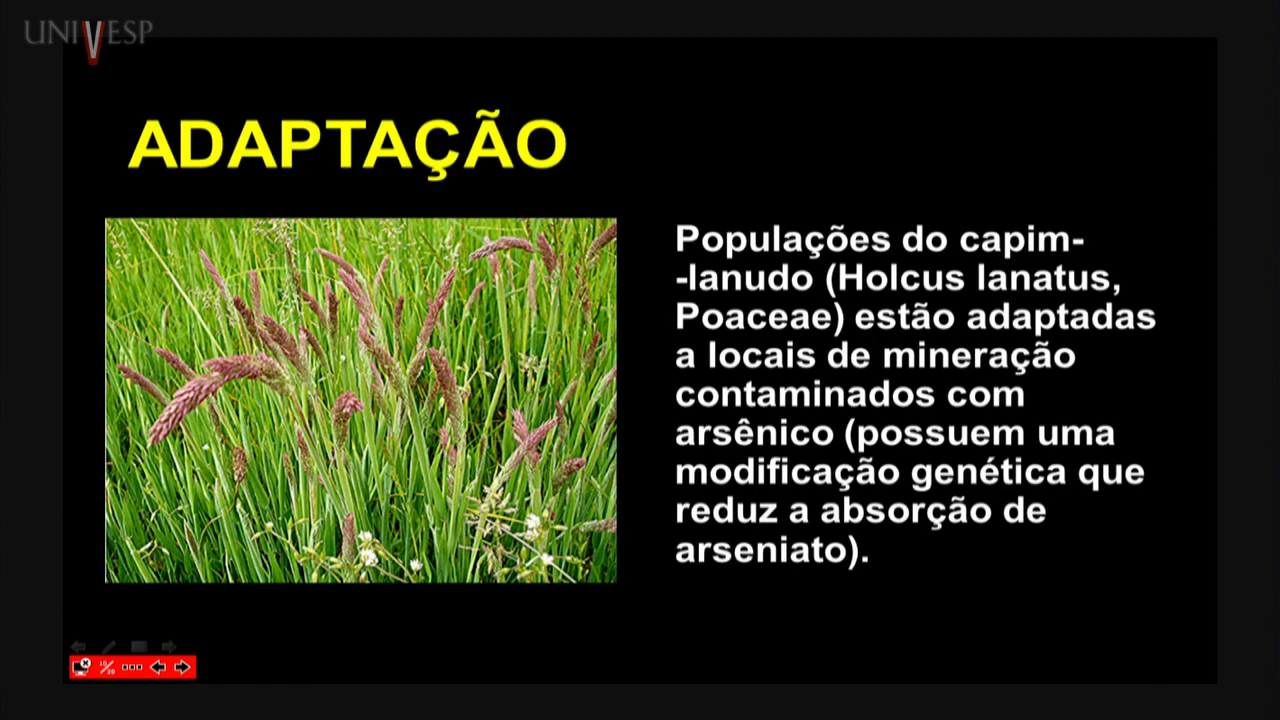 UNIVESP
ADAPTAÇÃO
Populações do capim-
-lanudo (Holcus lanatus,
Poaceae) estão adaptadas
a locais de mineração
contaminados com
arsênico (possuem uma
modificação genética que
reduz a absorção de
arseniato).